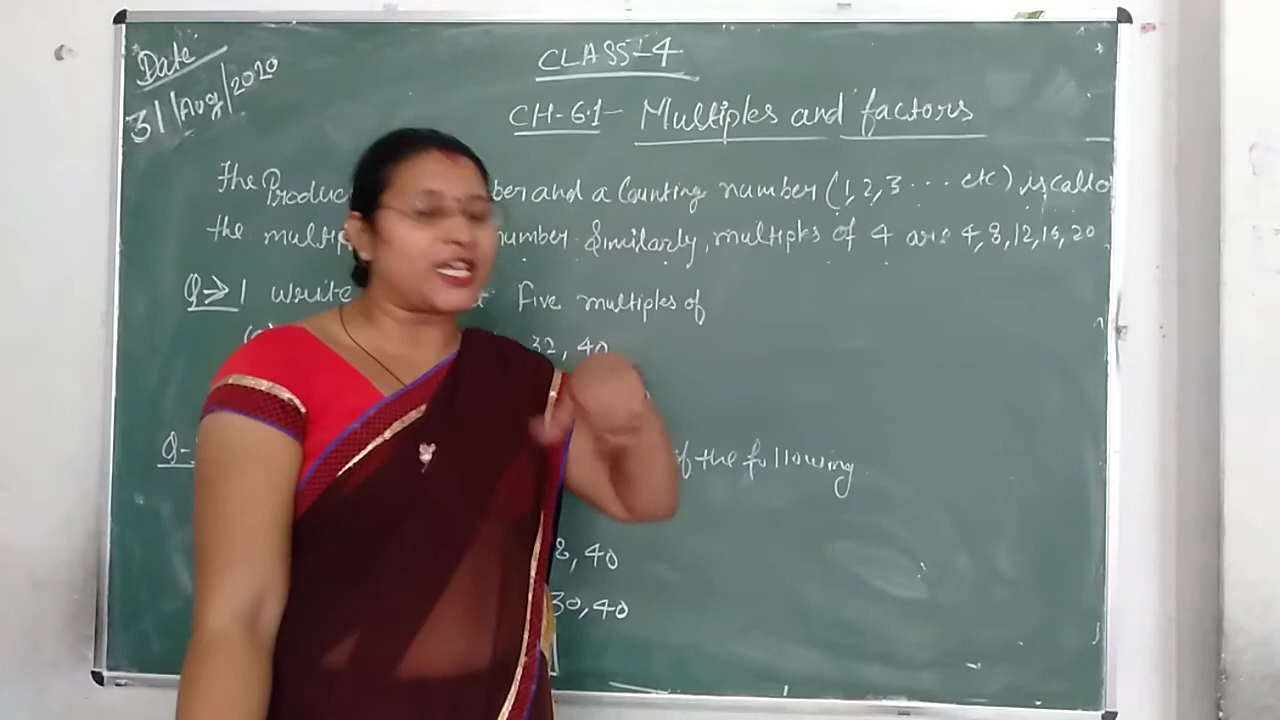 Date
31/Aug/2020
CLASS-4
CH-6.1- Multiples and factors
The Produc ber and a Counting number (1, 2, 3 ... etc) is called
the multip number. Similarly, multiples of 4 are 4, 8, 12, 16, 20
Q→1 write Five multiples of
32, 40
Q- of the following
8, 40
30, 40